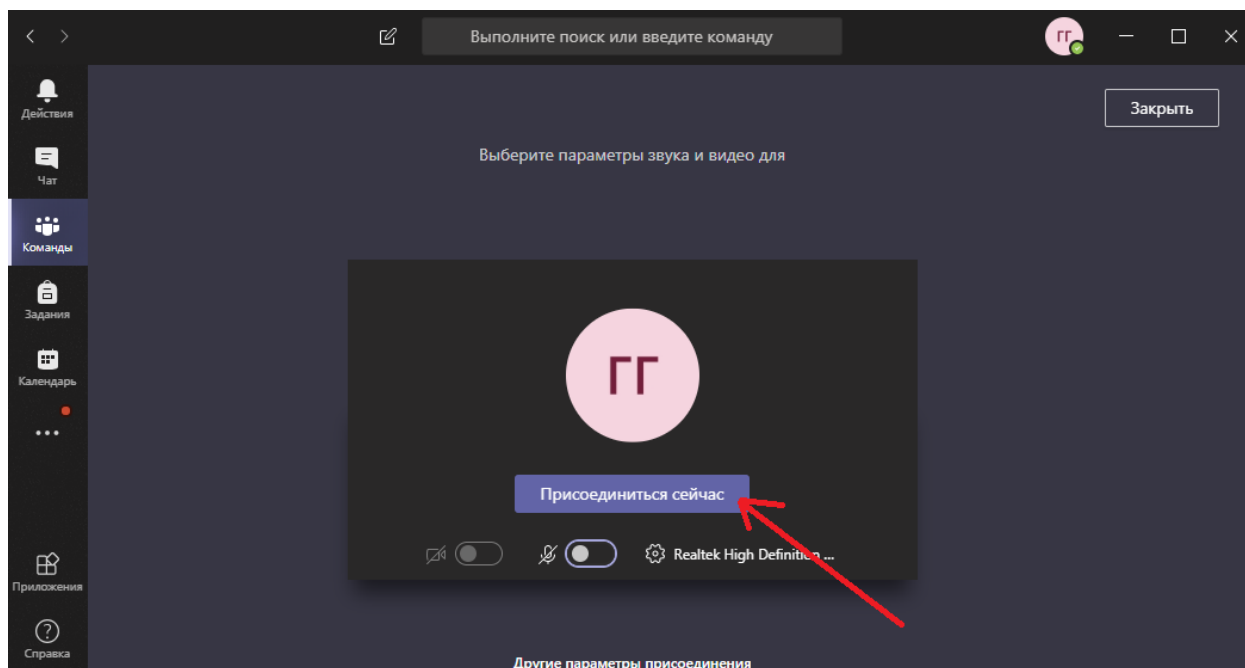 Выполните поиск или введите команду
ГГ
Действия
Чат
Команды
Задания
Календарь
Приложения
Справка
Закрыть
Выберите параметры звука и видео для
ГГ
Присоединиться сейчас
Realtek High Definition ...
Другие параметры присоединения